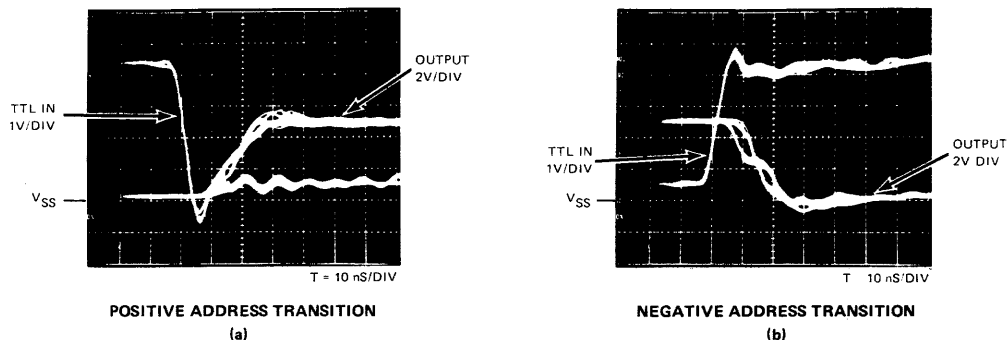 OUTPUT
2V/DIV
TTL IN
1V/DIV
VSS
T = 10 nS/DIV
POSITIVE ADDRESS TRANSITION
(a)
TTL IN
1V/DIV
VSS
OUTPUT
2V DIV
T 10 nS/DIV
NEGATIVE ADDRESS TRANSITION
(b)